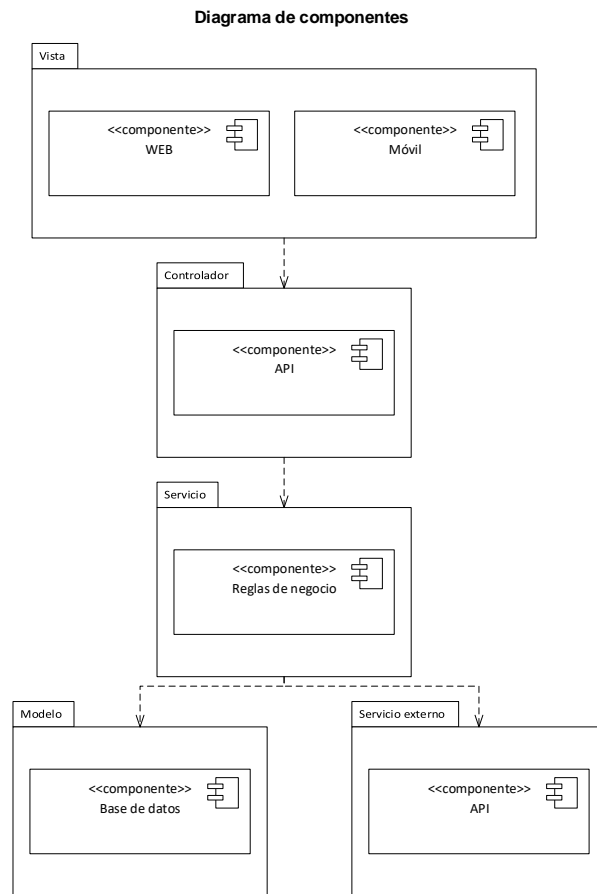 Diagrama de componentes
Vista
<<componente>>
WEB
<<componente>>
Móvil
Controlador
<<componente>>
API
Servicio
<<componente>>
Reglas de negocio
Modelo
<<componente>>
Base de datos
Servicio externo
<<componente>>
API